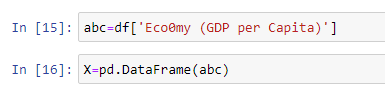 In [15]: abc=df['Eco0my (GDP per Capita)']
In [16]: X=pd.DataFrame(abc)